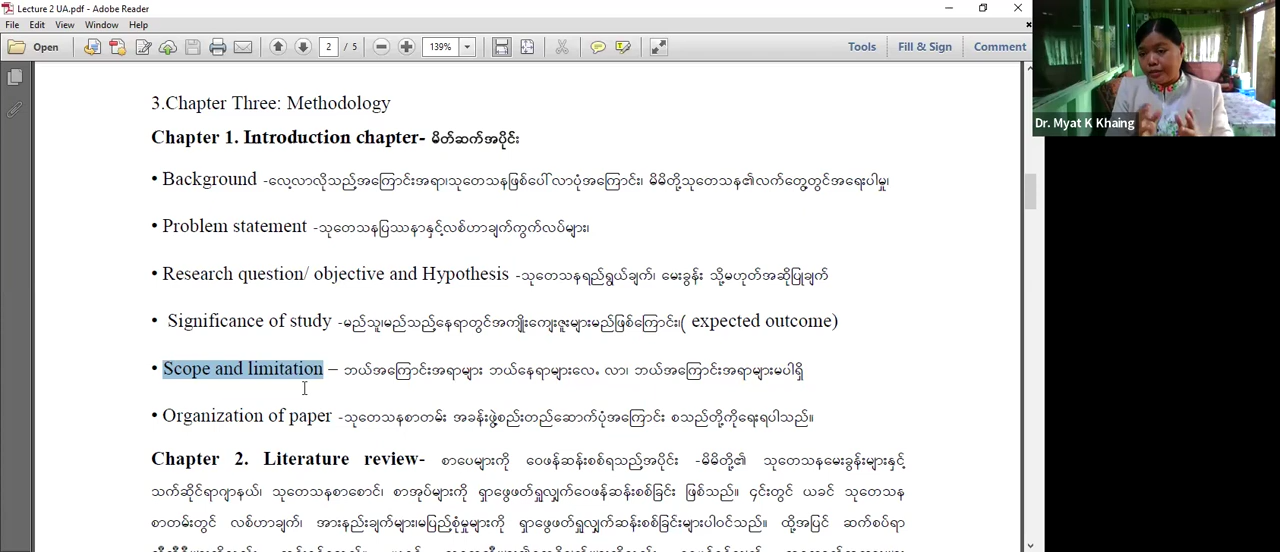 Lecture 2 UA.pdf - Adobe Reader
File Edit View Window Help
Open 2 / 5 139% Tools Fill & Sign Comment
Dr. Myat K Khaing
3.Chapter Three: Methodology
Chapter 1. Introduction chapter- မိတ်ဆက်အပိုင်း
• Background -လေ့လာလိုသည့်အကြောင်းအရာ၊သုတေသနဖြစ်ပေါ်လာပုံအကြောင်း၊ မိမိတို့သုတေသန၏လက်တွေ့တွင်အရေးပါမှု၊
• Problem statement -သုတေသနပြဿနာနှင့်လစ်ဟာချက်ကွက်လပ်များ၊
• Research question/ objective and Hypothesis -သုတေသနရည်ရွယ်ချက်၊ မေးခွန်း သို့မဟုတ်အဆိုပြုချက်
• Significance of study -မည်သူ၊မည်သည့်နေရာတွင်အကျိုးကျေးဇူးများမည်ဖြစ်ကြောင်း၊( expected outcome)
• Scope and limitation – ဘယ်အကြောင်းအရာများ ဘယ်နေရာများလေ့ လာ၊ ဘယ်အကြောင်းအရာများမပါရှိ
• Organization of paper -သုတေသနစာတမ်း အခန်းဖွဲ့စည်းတည်ဆောက်ပုံအကြောင်း စသည်တို့ကိုရေးရပါသည်။
Chapter 2. Literature review- စာပေများကို ဝေဖန်ဆန်းစစ်ရသည့်အပိုင်း -မိမိတို့၏ သုတေသနမေးခွန်းများနှင့်
သက်ဆိုင်ရာဂျာနယ်၊ သုတေသနစာစောင်၊ စာအုပ်များကို ရှာဖွေဖတ်ရှုလျှက်ဝေဖန်ဆန်းစစ်ခြင်း ဖြစ်သည်။ ၄င်းတွင် ယခင် သုတေသန
စာတမ်းတွင် လစ်ဟာချက်၊ အားနည်းချက်များ၊မပြည့်စုံမှုများကို ရှာဖွေဖတ်ရှုလျှက်ဆန်းစစ်ခြင်းများပါဝင်သည်။ ထို့အပြင် ဆက်စပ်ရာ